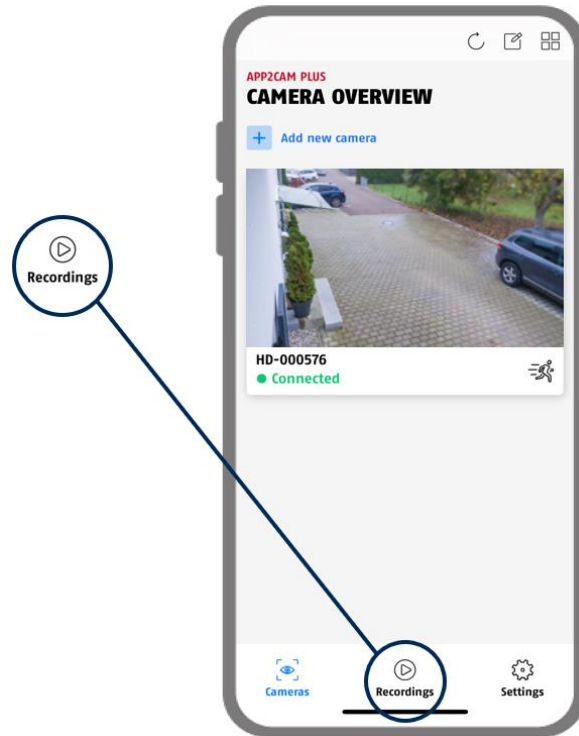 APP2CAM PLUS
CAMERA OVERVIEW
Add new camera
Recordings
HD-000576
Connected
Cameras
Recordings
Settings